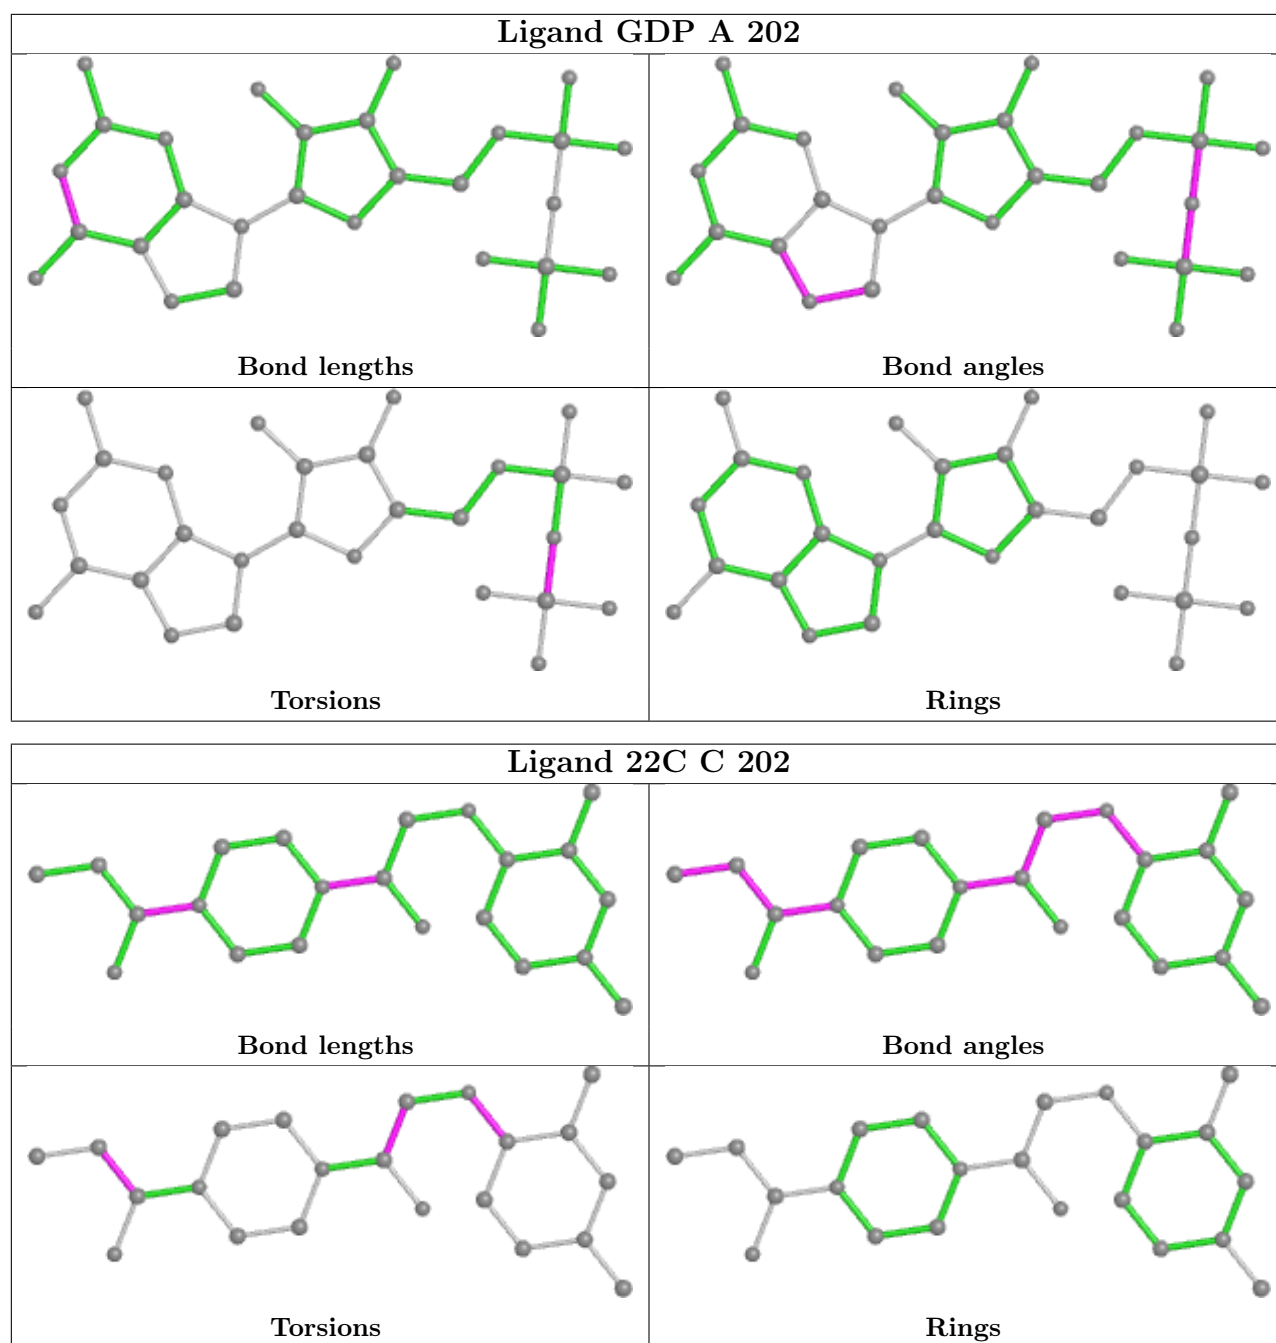 Ligand GDP A 202
Bond lengths
Bond angles
Torsions
Rings
Ligand 22C C 202
Bond lengths
Bond angles
Torsions
Rings